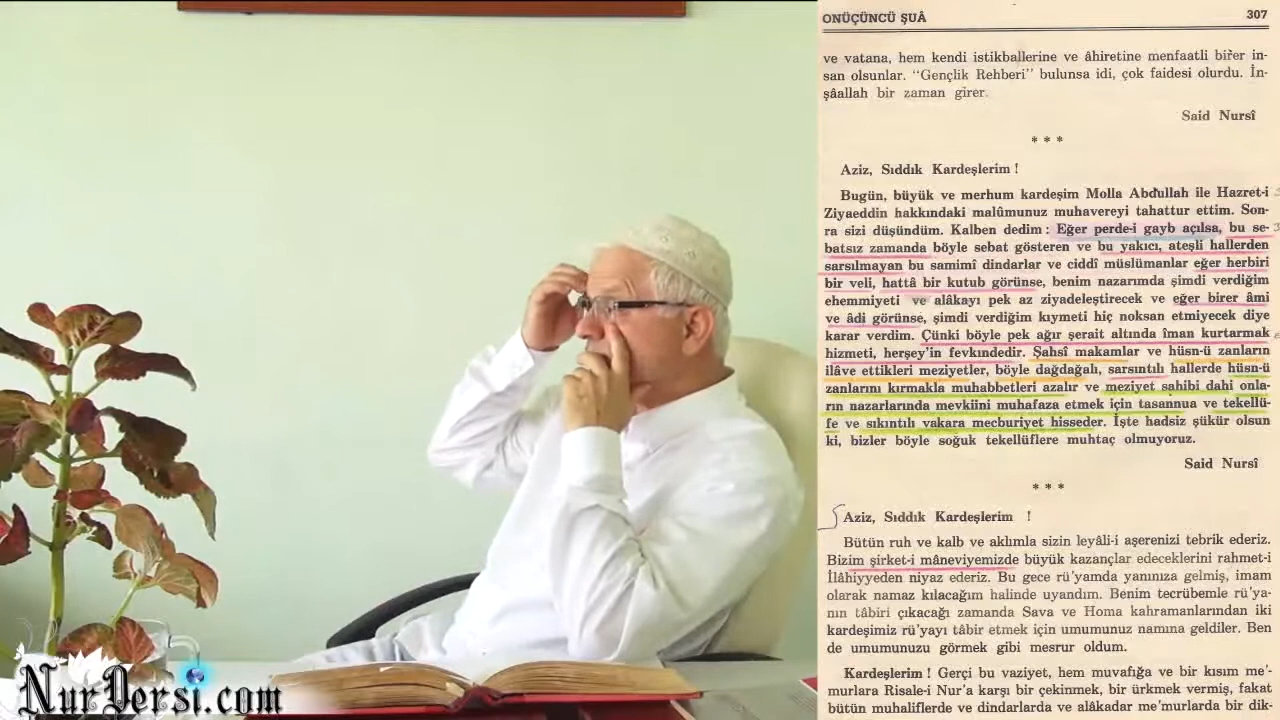 ONÜÇÜNCÜ ŞUÂ 307
ve vatana, hem kendi istikballerine ve âhiretine menfaatli birer in-
san olsunlar. "Gençlik Rehberi" bulunsa idi, çok faidesi olurdu. İn-
şâallah bir zaman girer.
Said Nursî
* * *
Aziz, Sıddık Kardeşlerim !
Bugün, büyük ve merhum kardeşim Molla Abdullah ile Hazret-i
Ziyaeddin hakkındaki malûmunuz muhavereyi tahattur ettim. Son-
ra sizi düşündüm. Kalben dedim : Eğer perde-i gayb açılsa, bu se-
batsız zamanda böyle sebat gösteren ve bu yakıcı, ateşli hallerden
sarsılmayan bu samimî dindarlar ve ciddî müslümanlar eğer herbiri
bir veli, hattâ bir kutub görünse, benim nazarımda şimdi verdiğim
ehemmiyeti ve alâkayı pek az ziyadeleştirecek ve eğer birer âmi
ve âdi görünse, şimdi verdiğim kıymeti hiç noksan etmiyecek diye
karar verdim. Çünki böyle pek ağır şerait altında îman kurtarmak
hizmeti, herşey'in fevkındedir. Şahsî makamlar ve hüsn-ü zanların
ilâve ettikleri meziyetler, böyle dağdağalı, sarsıntılı hallerde hüsn-ü
zanlarını kırmakla muhabbetleri azalır ve meziyet sahibi dahi onla-
rın nazarlarında mevkiini muhafaza etmek için tasannua ve tekellü-
fe ve sıkıntılı vakara mecburiyet hisseder. İşte hadsiz şükür olsun
ki, bizler böyle soğuk tekellüflere muhtaç olmuyoruz.
Said Nursî
* * *
Aziz, Sıddık Kardeşlerim !
Bütün ruh ve kalb ve aklımla sizin leyâli-i aşerenizi tebrik ederiz.
Bizim şirket-i mâneviyemizde büyük kazançlar edeceklerini rahmet-i
İlâhiyyeden niyaz ederiz. Bu gece rü'yamda yanınıza gelmiş, imam
olarak namaz kılacağım halinde uyandım. Benim tecrübemle rü'ya-
nın tâbiri çıkacağı zamanda Sava ve Homa kahramanlarından iki
kardeşimiz rü'yayı tâbir etmek için umumunuz namına geldiler. Ben
de umumunuzu görmek gibi mesrur oldum.
Kardeşlerim ! Gerçi bu vaziyet, hem muvafığa ve bir kısım me'-
murlara Risale-i Nur'a karşı bir çekinmek, bir ürkmek vermiş, fakat
bütün muhaliflerde ve dindarlarda ve alâkadar me'murlarda bir dik-
NurDersi.com